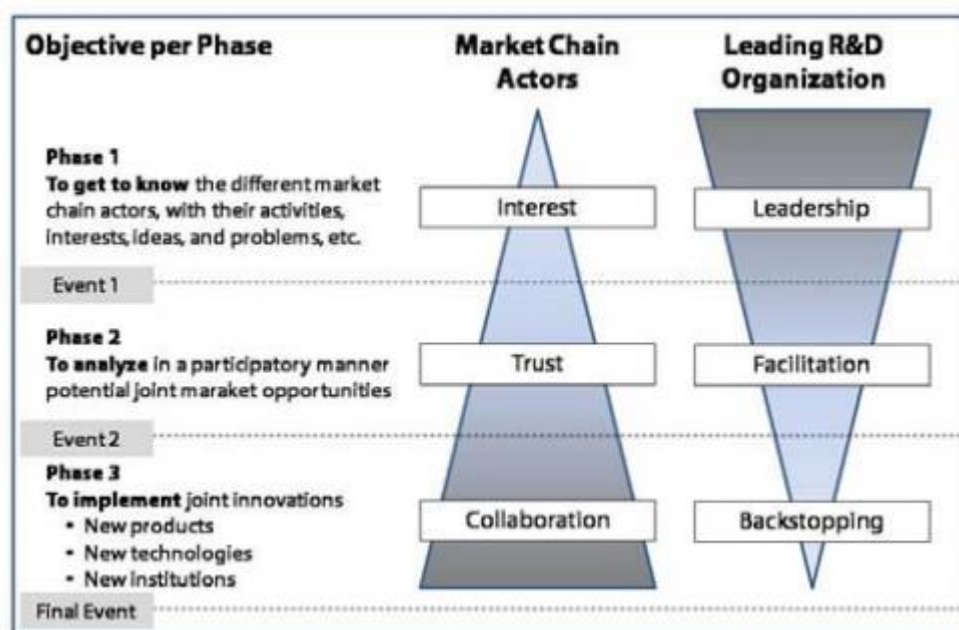 Objective per Phase
Market Chain
Actors
Leading R&D
Organization
Phase 1
To get to know the different market
chain actors, with their activities,
interests, ideas, and problems, etc.
Interest
Leadership
Event 1
Phase 2
To analyze in a participatory manner
potential joint maraket opportunities
Trust
Facilitation
Event 2
Phase 3
To implement joint innovations
• New products
• New technologies
• New institutions
Collaboration
Backstopping
Final Event